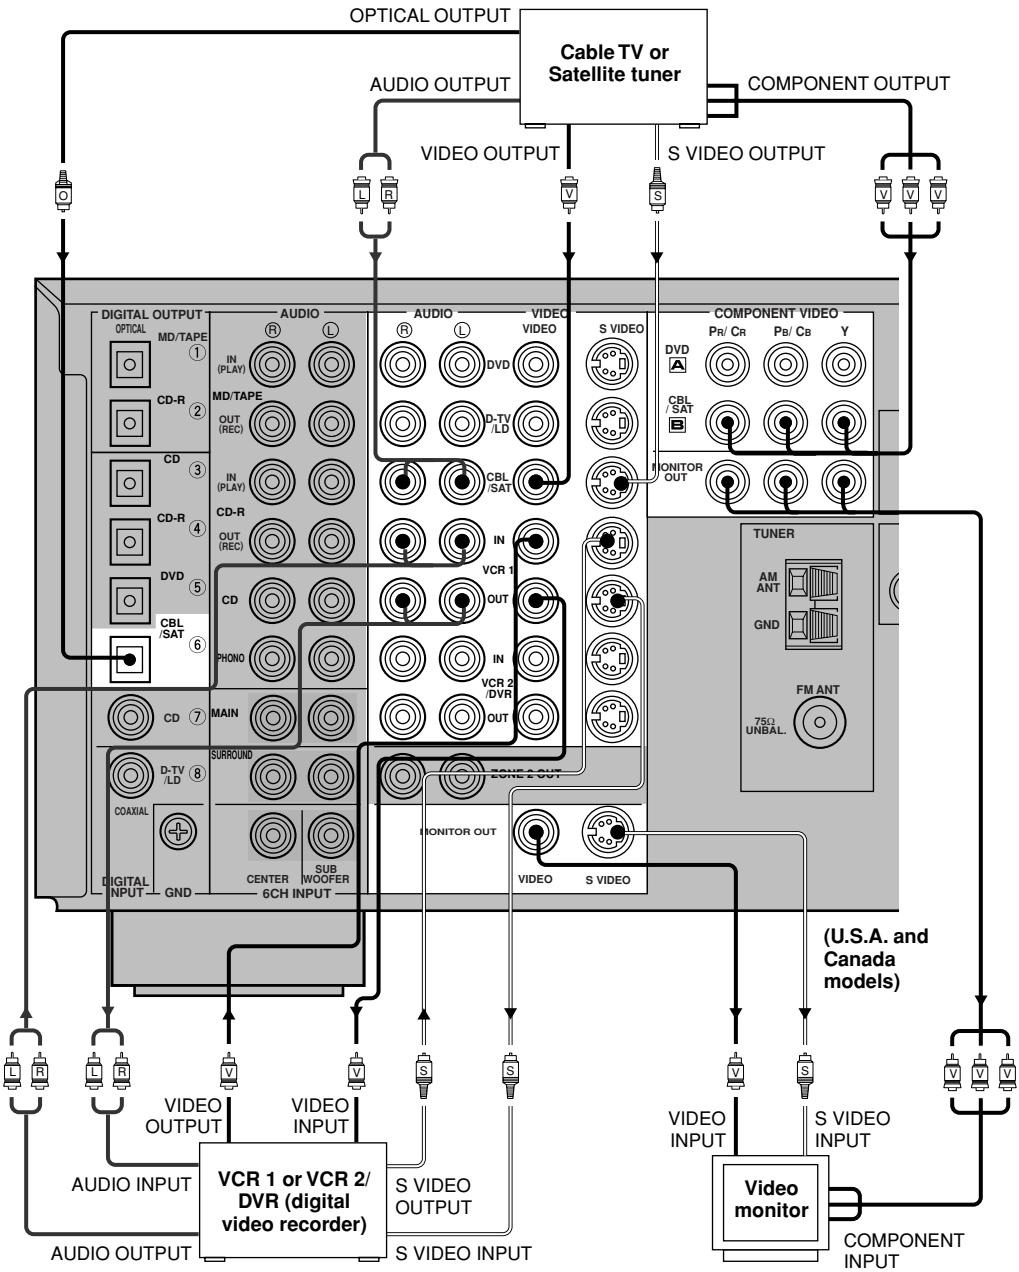 OPTICAL OUTPUT
Cable TV or
Satellite tuner
AUDIO OUTPUT
COMPONENT OUTPUT
VIDEO OUTPUT
S VIDEO OUTPUT
O
L
R
V
S
V
V
V
DIGITAL OUTPUT
OPTICAL
MD/TAPE
1
CD-R
2
CD
3
CD-R
4
DVD
5
CBL
/SAT
6
CD
7
D-TV
/LD
8
COAXIAL
DIGITAL
INPUT
GND
AUDIO
R
L
IN
(PLAY)
MD/TAPE
OUT
(REC)
IN
(PLAY)
CD-R
OUT
(REC)
CD
PHONO
MAIN
SURROUND
CENTER
SUB
WOOFER
6CH INPUT
AUDIO
R
L
VIDEO
VIDEO
S VIDEO
DVD
D-TV
/LD
CBL
/SAT
IN
VCR 1
OUT
IN
VCR 2
/DVR
OUT
ZONE 2 OUT
MONITOR OUT
VIDEO
S VIDEO
COMPONENT VIDEO
PR/ CR
PB/ CB
Y
DVD
A
CBL
/ SAT
B
MONITOR
OUT
TUNER
AM
ANT
GND
FM ANT
75Ω
UNBAL.
(U.S.A. and
Canada
models)
L
R
L
R
V
V
S
S
V
S
V
V
V
VIDEO
OUTPUT
VIDEO
INPUT
AUDIO INPUT
VCR 1 or VCR 2/
DVR (digital
video recorder)
S VIDEO
OUTPUT
AUDIO OUTPUT
S VIDEO INPUT
VIDEO
INPUT
S VIDEO
INPUT
Video
monitor
COMPONENT
INPUT